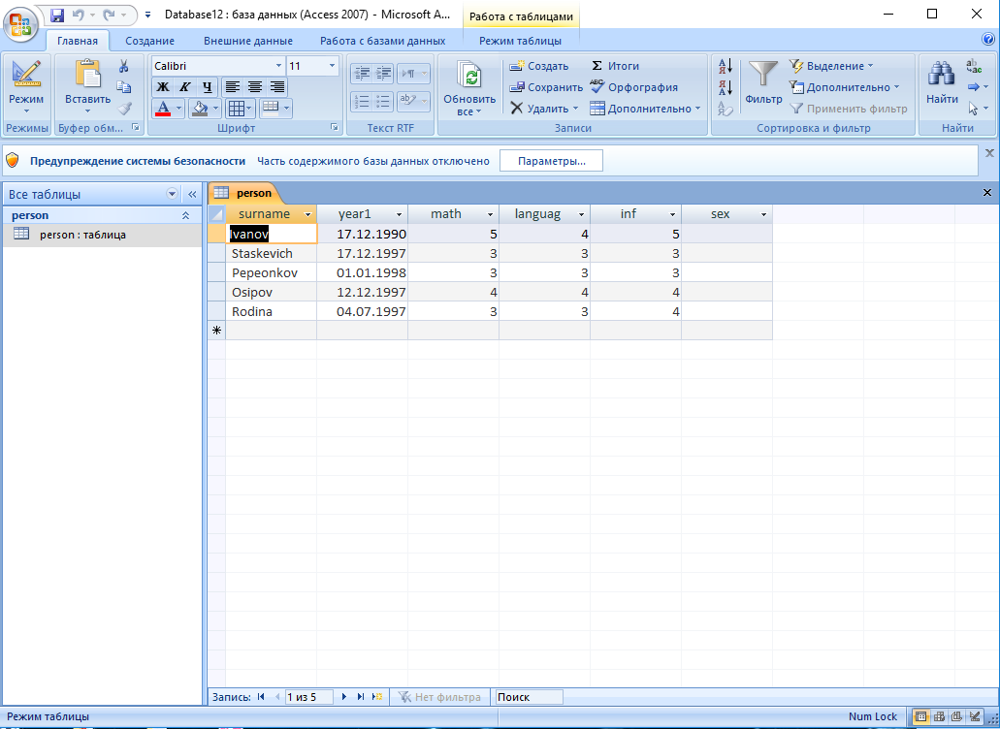 Database12 : база данных (Access 2007) - Microsoft A...
Работа с таблицами
Главная Создание Внешние данные Работа с базами данных Режим таблицы
Режим
Режимы
Вставить
Буфер обм...
Calibri 11
Ж К Ч
А
Шрифт
Текст RTF
Обновить
все
Создать
Сохранить
Удалить
Итоги
Орфография
Дополнительно
Записи
Фильтр
Выделение
Дополнительно
Применить фильтр
Сортировка и фильтр
Найти
Найти
Предупреждение системы безопасности Часть содержимого базы данных отключено Параметры...
Все таблицы
person
person : таблица
person
surname year1 math languag inf sex
Ivanov 17.12.1990 5 4 5
Staskevich 17.12.1997 3 3 3
Pepeonkov 01.01.1998 3 3 3
Osipov 12.12.1997 4 4 4
Rodina 04.07.1997 3 3 4
Запись: 1 из 5 Нет фильтра Поиск
Режим таблицы Num Lock